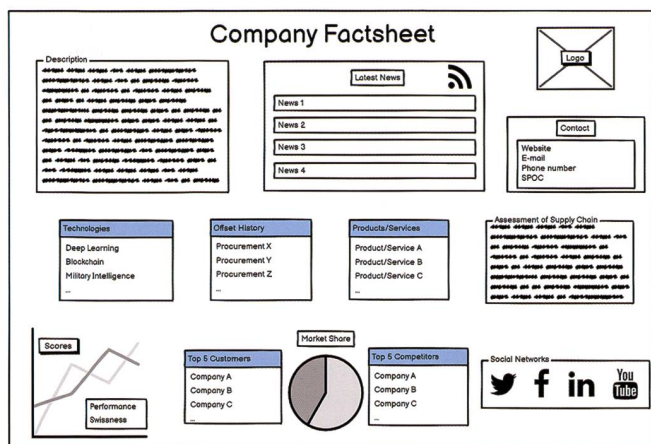 Company Factsheet
Description
Latest News
News 1
News 2
News 3
News 4
Logo
Contact
Website
E-mail
Phone number
SPOC
Technologies
Deep Learning
Blockchain
Military Intelligence
...
Offset History
Procurement X
Procurement Y
Procurement Z
...
Products/Services
Product/Service A
Product/Service B
Product/Service C
...
Assessment of Supply Chain
Scores
Performance
Swissness
Top 5 Customers
Company A
Company B
Company C
...
Market Share
Top 5 Competitors
Company A
Company B
Company C
...
Social Networks
f
in
You
Tube